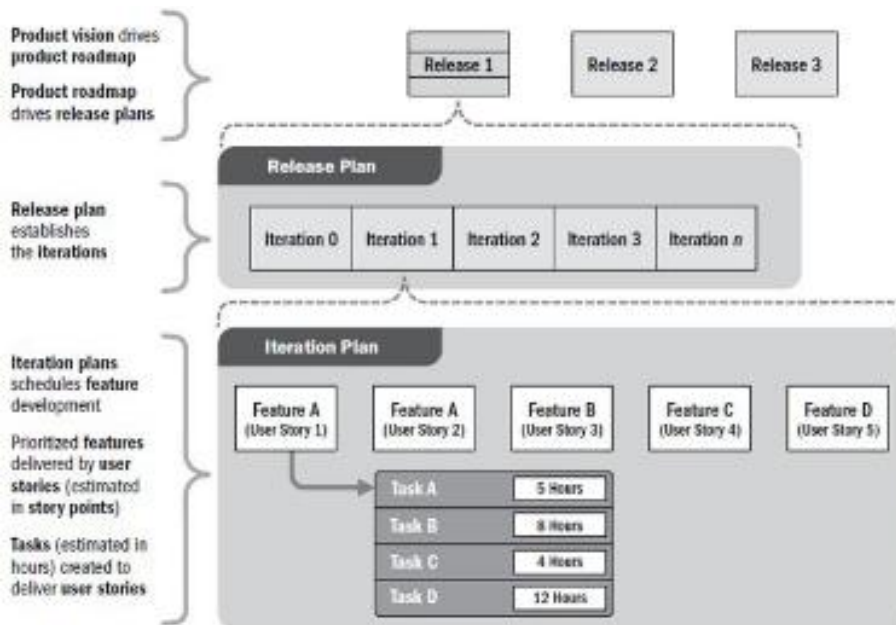 Product vision drives
product roadmap
Product roadmap
drives release plans
Release 1
Release 2
Release 3
Release Plan
Release plan
establishes
the iterations
Iteration 0
Iteration 1
Iteration 2
Iteration 3
Iteration n
Iteration Plan
Iteration plans
schedules feature
development
Prioritized features
delivered by user
stories (estimated
in story points)
Tasks (estimated in
hours) created to
deliver user stories
Feature A
(User Story 1)
Feature A
(User Story 2)
Feature B
(User Story 3)
Feature C
(User Story 4)
Feature D
(User Story 5)
Task A
5 Hours
Task B
8 Hours
Task C
4 Hours
Task D
12 Hours